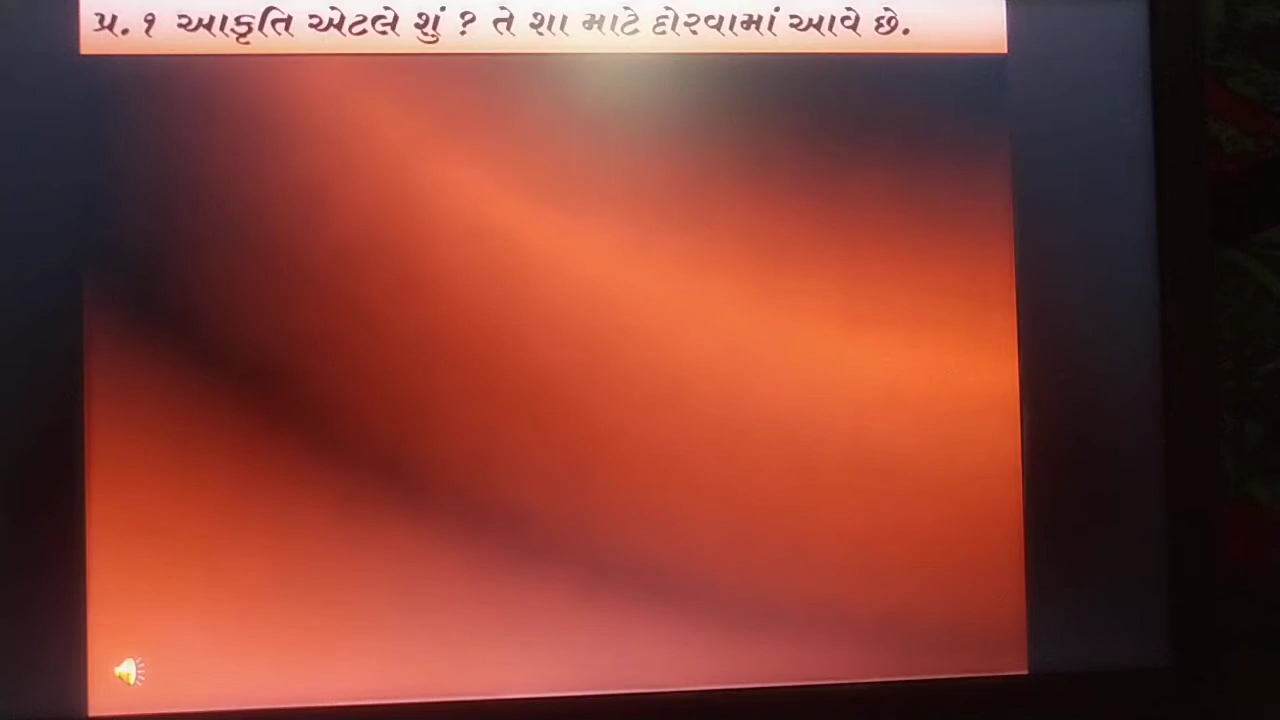 પ્ર. ૧ આકૃતિ એટલે શું ? તે શા માટે દોરવામાં આવે છે.